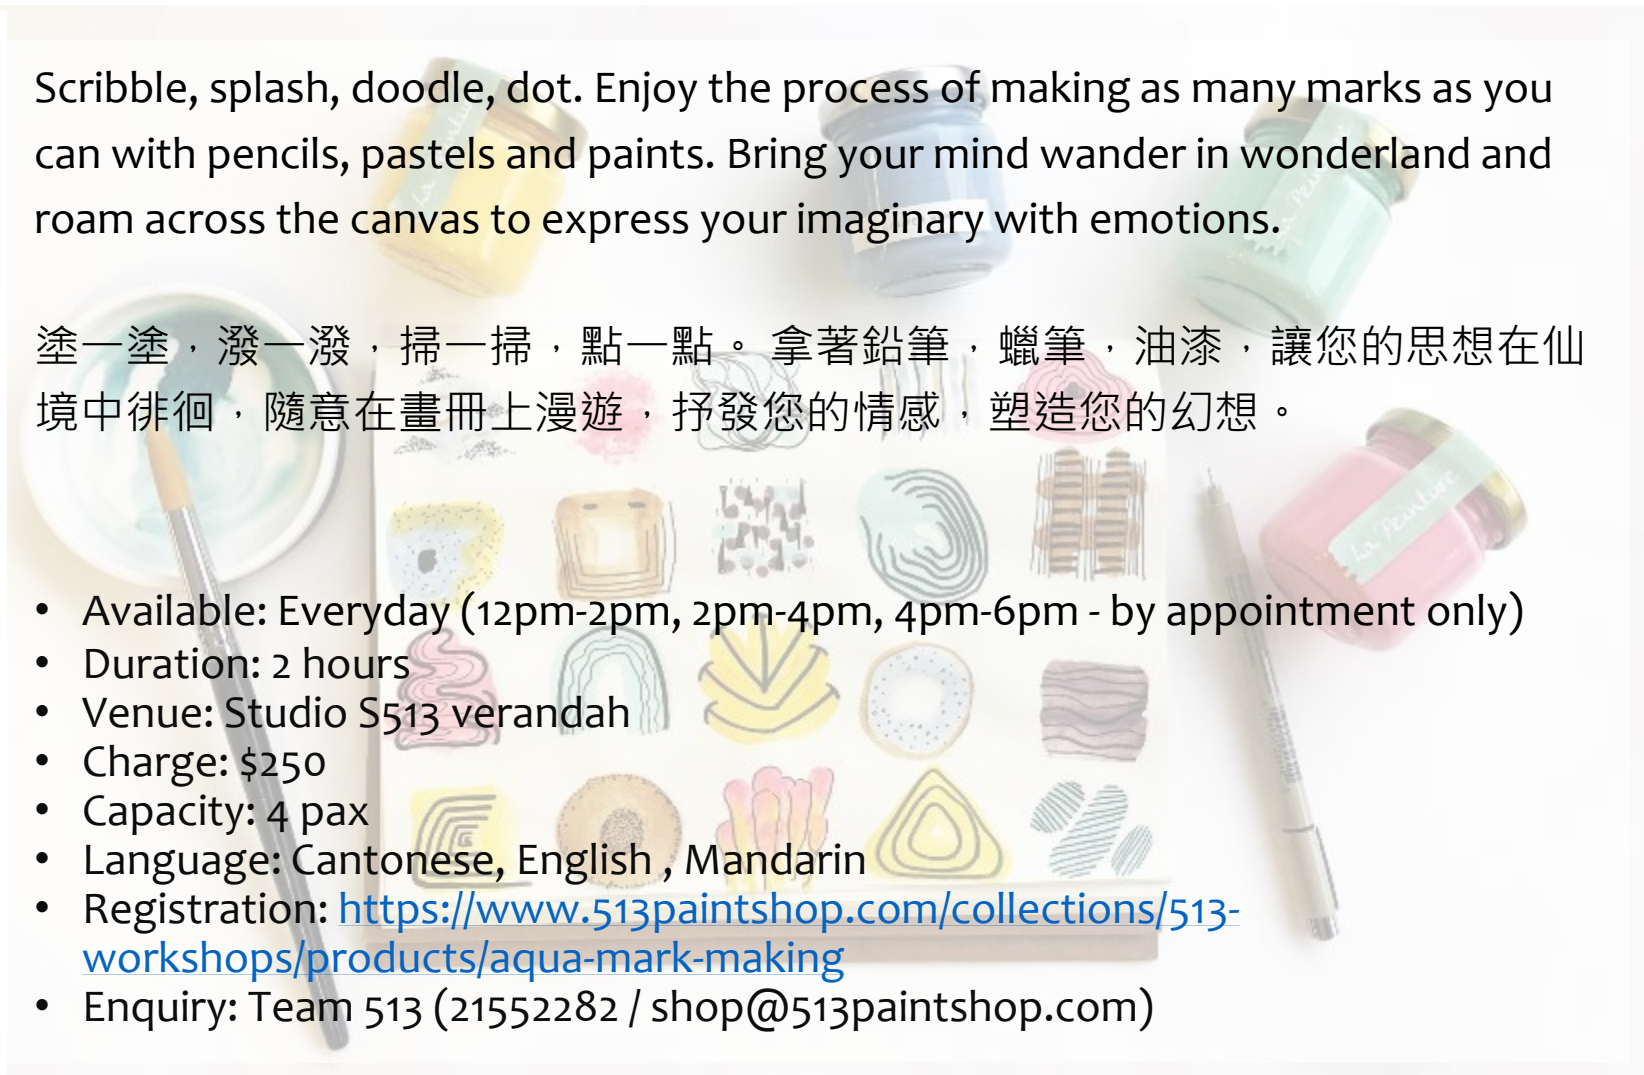 Scribble, splash, doodle, dot. Enjoy the process of making as many marks as you
can with pencils, pastels and paints. Bring your mind wander in wonderland and
roam across the canvas to express your imaginary with emotions.
塗一塗，潑一潑，掃一掃，點一點。 拿著鉛筆，蠟筆，油漆，讓您的思想在仙
境中徘徊，隨意在畫冊上漫遊，抒發您的情感，塑造您的幻想。
La Peinture
• Available: Everyday (12pm-2pm, 2pm-4pm, 4pm-6pm - by appointment only)
• Duration: 2 hours
• Venue: Studio S513 verandah
• Charge: $250
• Capacity: 4 pax
• Language: Cantonese, English , Mandarin
• Registration: https://www.513paintshop.com/collections/513-
workshops/products/aqua-mark-making
• Enquiry: Team 513 (21552282 / shop@513paintshop.com)